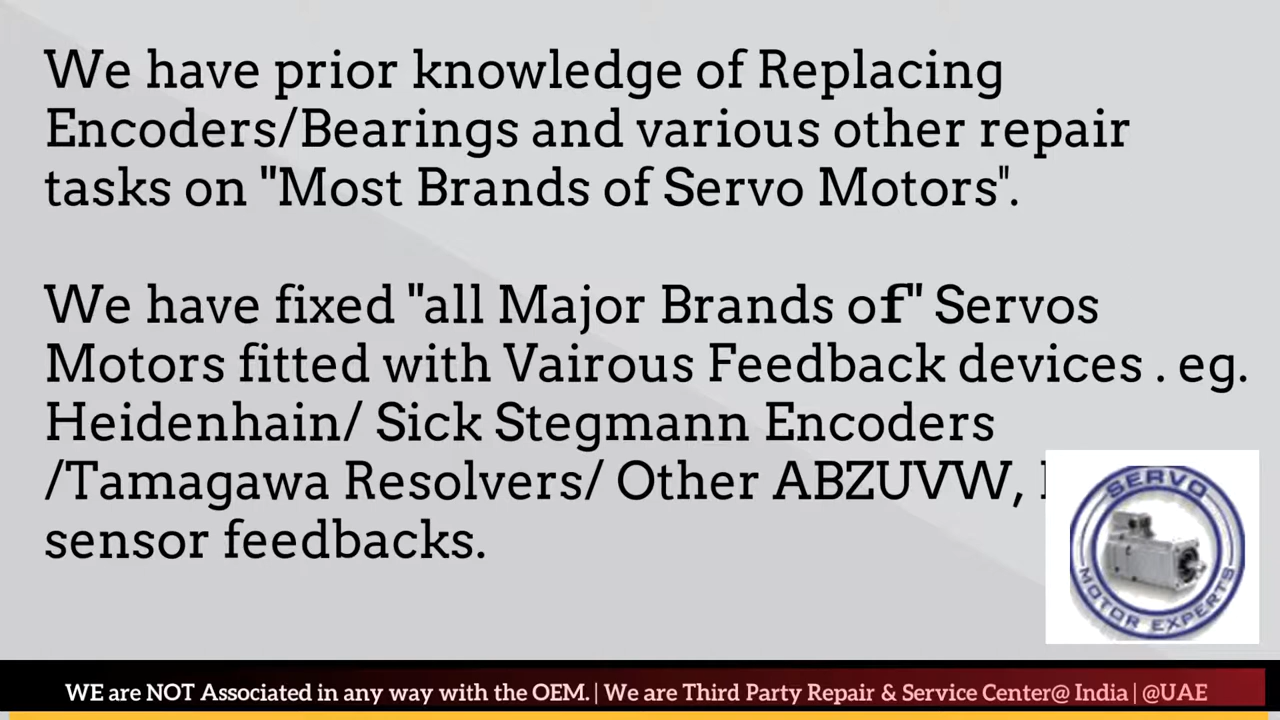 We have prior knowledge of Replacing
Encoders/Bearings and various other repair
tasks on "Most Brands of Servo Motors".
We have fixed "all Major Brands of" Servos
Motors fitted with Vairous Feedback devices . eg.
Heidenhain/ Sick Stegmann Encoders
/Tamagawa Resolvers/ Other ABZUVW,
sensor feedbacks.
SERVO
MOTOR EXPERTS
WE are NOT Associated in any way with the OEM. | We are Third Party Repair & Service Center@ India | @UAE